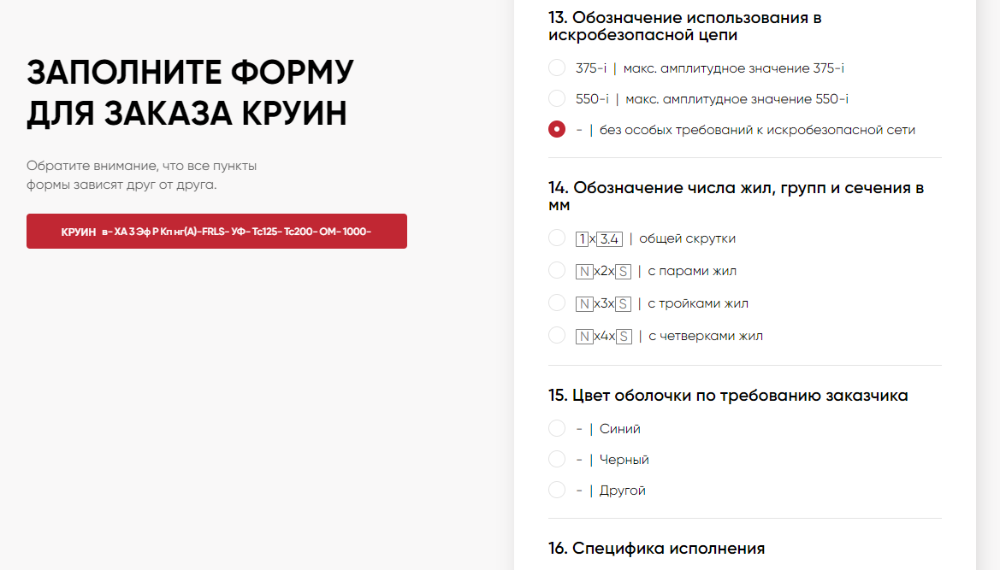 ЗАПОЛНИТЕ ФОРМУ
ДЛЯ ЗАКАЗА КРУИН
Обратите внимание, что все пункты
формы зависят друг от друга.
КРУИН в- ХА 3 Эф Р Кп нг(А)-FRLS- УФ- Тс125- Тс200- ОМ- 1000-
13. Обозначение использования в
искробезопасной цепи
375-i | макс. амплитудное значение 375-i
550-i | макс. амплитудное значение 550-i
- | без особых требований к искробезопасной сети
14. Обозначение числа жил, групп и сечения в
мм
1x3.4 | общей скрутки
Nx2xS | с парами жил
Nx3xS | с тройками жил
Nx4xS | с четверками жил
15. Цвет оболочки по требованию заказчика
- | Синий
- | Черный
- | Другой
16. Специфика исполнения